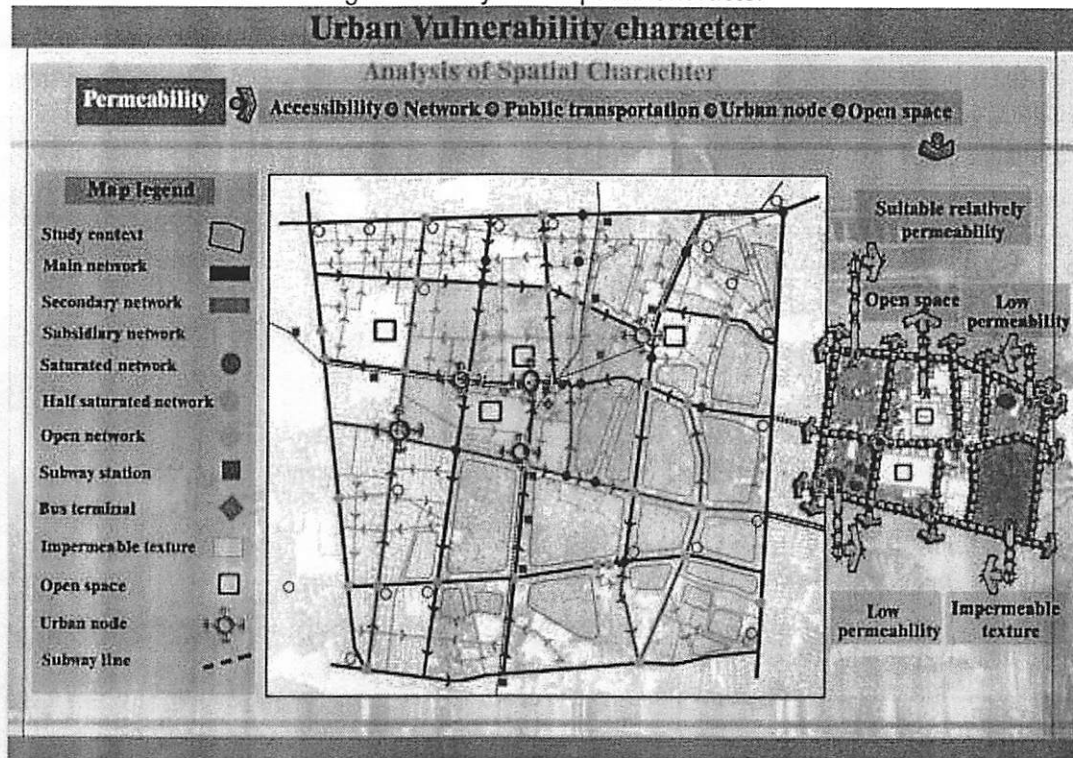 Urban Vulnerability character
Analysis of Spatial Charachter
Permeability
Accessibility Network Public transportation Urban node Open space
Map legend
Study context
Main network
Secondary network
Subsidiary network
Saturated network
Half saturated network
Open network
Subway station
Bus terminal
Impermeable texture
Open space
Urban node
Subway line
Suitable relatively
permeability
Open space
Low
permeability
Low
permeability
Impermeable
texture